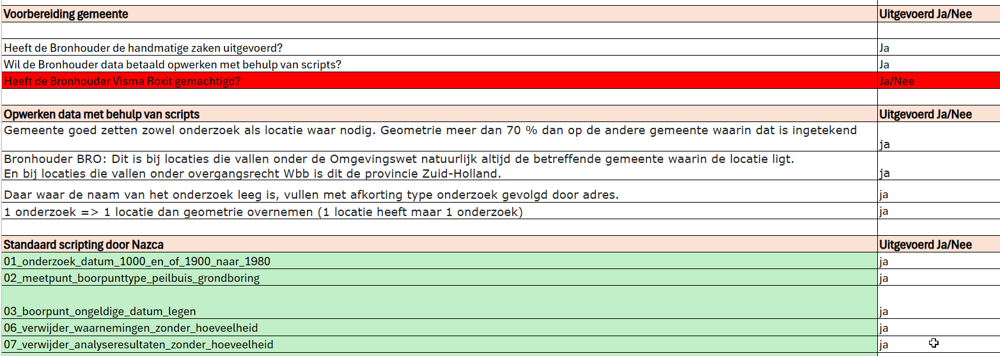 Voorbereiding gemeente Uitgevoerd Ja/Nee
Heeft de Bronhouder de handmatige zaken uitgevoerd? Ja
Wil de Bronhouder data betaald opwerken met behulp van scripts? Ja
Heeft de Bronhouder Visma Roxit gemachtigd? Ja/Nee
Opwerken data met behulp van scripts Uitgevoerd Ja/Nee
Gemeente goed zetten zowel onderzoek als locatie waar nodig. Geometrie meer dan 70 % dan op de andere gemeente waarin dat is ingetekend
ja
Bronhouder BRO: Dit is bij locaties die vallen onder de Omgevingswet natuurlijk altijd de betreffende gemeente waarin de locatie ligt.
En bij locaties die vallen onder overgangsrecht Wbb is dit de provincie Zuid-Holland. ja
Daar waar de naam van het onderzoek leeg is, vullen met afkorting type onderzoek gevolgd door adres. ja
1 onderzoek => 1 locatie dan geometrie overnemen (1 locatie heeft maar 1 onderzoek) ja
Standaard scripting door Nazca Uitgevoerd Ja/Nee
01_onderzoek_datum_1000_en_of_1900_naar_1980 ja
02_meetpunt_boorpunttype_peilbuis_grondboring ja
03_boorpunt_ongeldige_datum_legen ja
06_verwijder_waarnemingen_zonder_hoeveelheid ja
07_verwijder_analyseresultaten_zonder_hoeveelheid ja